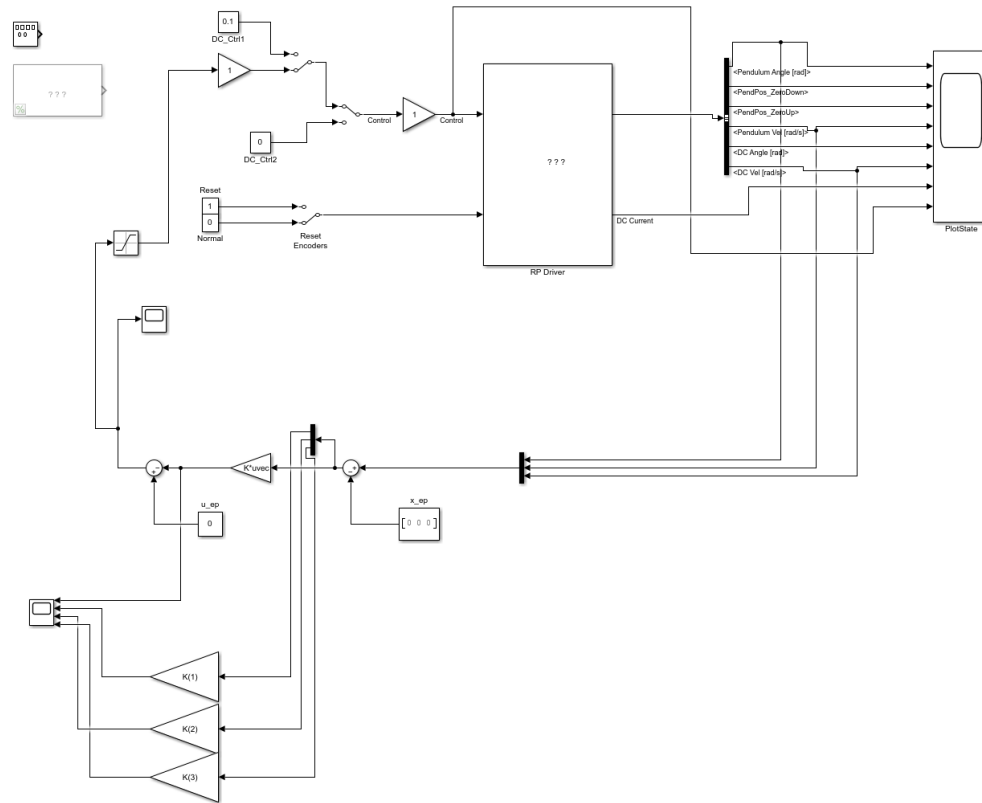 0.1
DC_Ctrl1
1
? ? ?
0
DC_Ctrl2
Control
1
Control
? ? ?
RP Driver
<Pendulum Angle [rad]>
<PendPos_ZeroDown>
<PendPos_ZeroUp>
<Pendulum Vel [rad/s]>
<DC Angle [rad]>
<DC Vel [rad/s]>
DC Current
PlotState
Reset
1
0
Normal
Reset
Encoders
K*uvec
u_ep
0
x_ep
[0 0 0]
K(1)
K(2)
K(3)